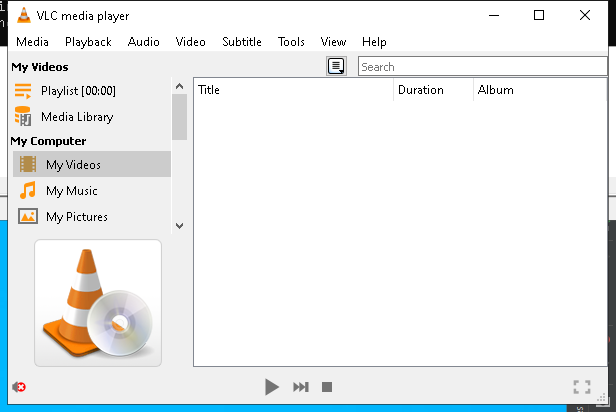 VLC media player
Media Playback Audio Video Subtitle Tools View Help
My Videos
Search
Playlist [00:00]
Media Library
My Computer
My Videos
My Music
My Pictures
Title Duration Album